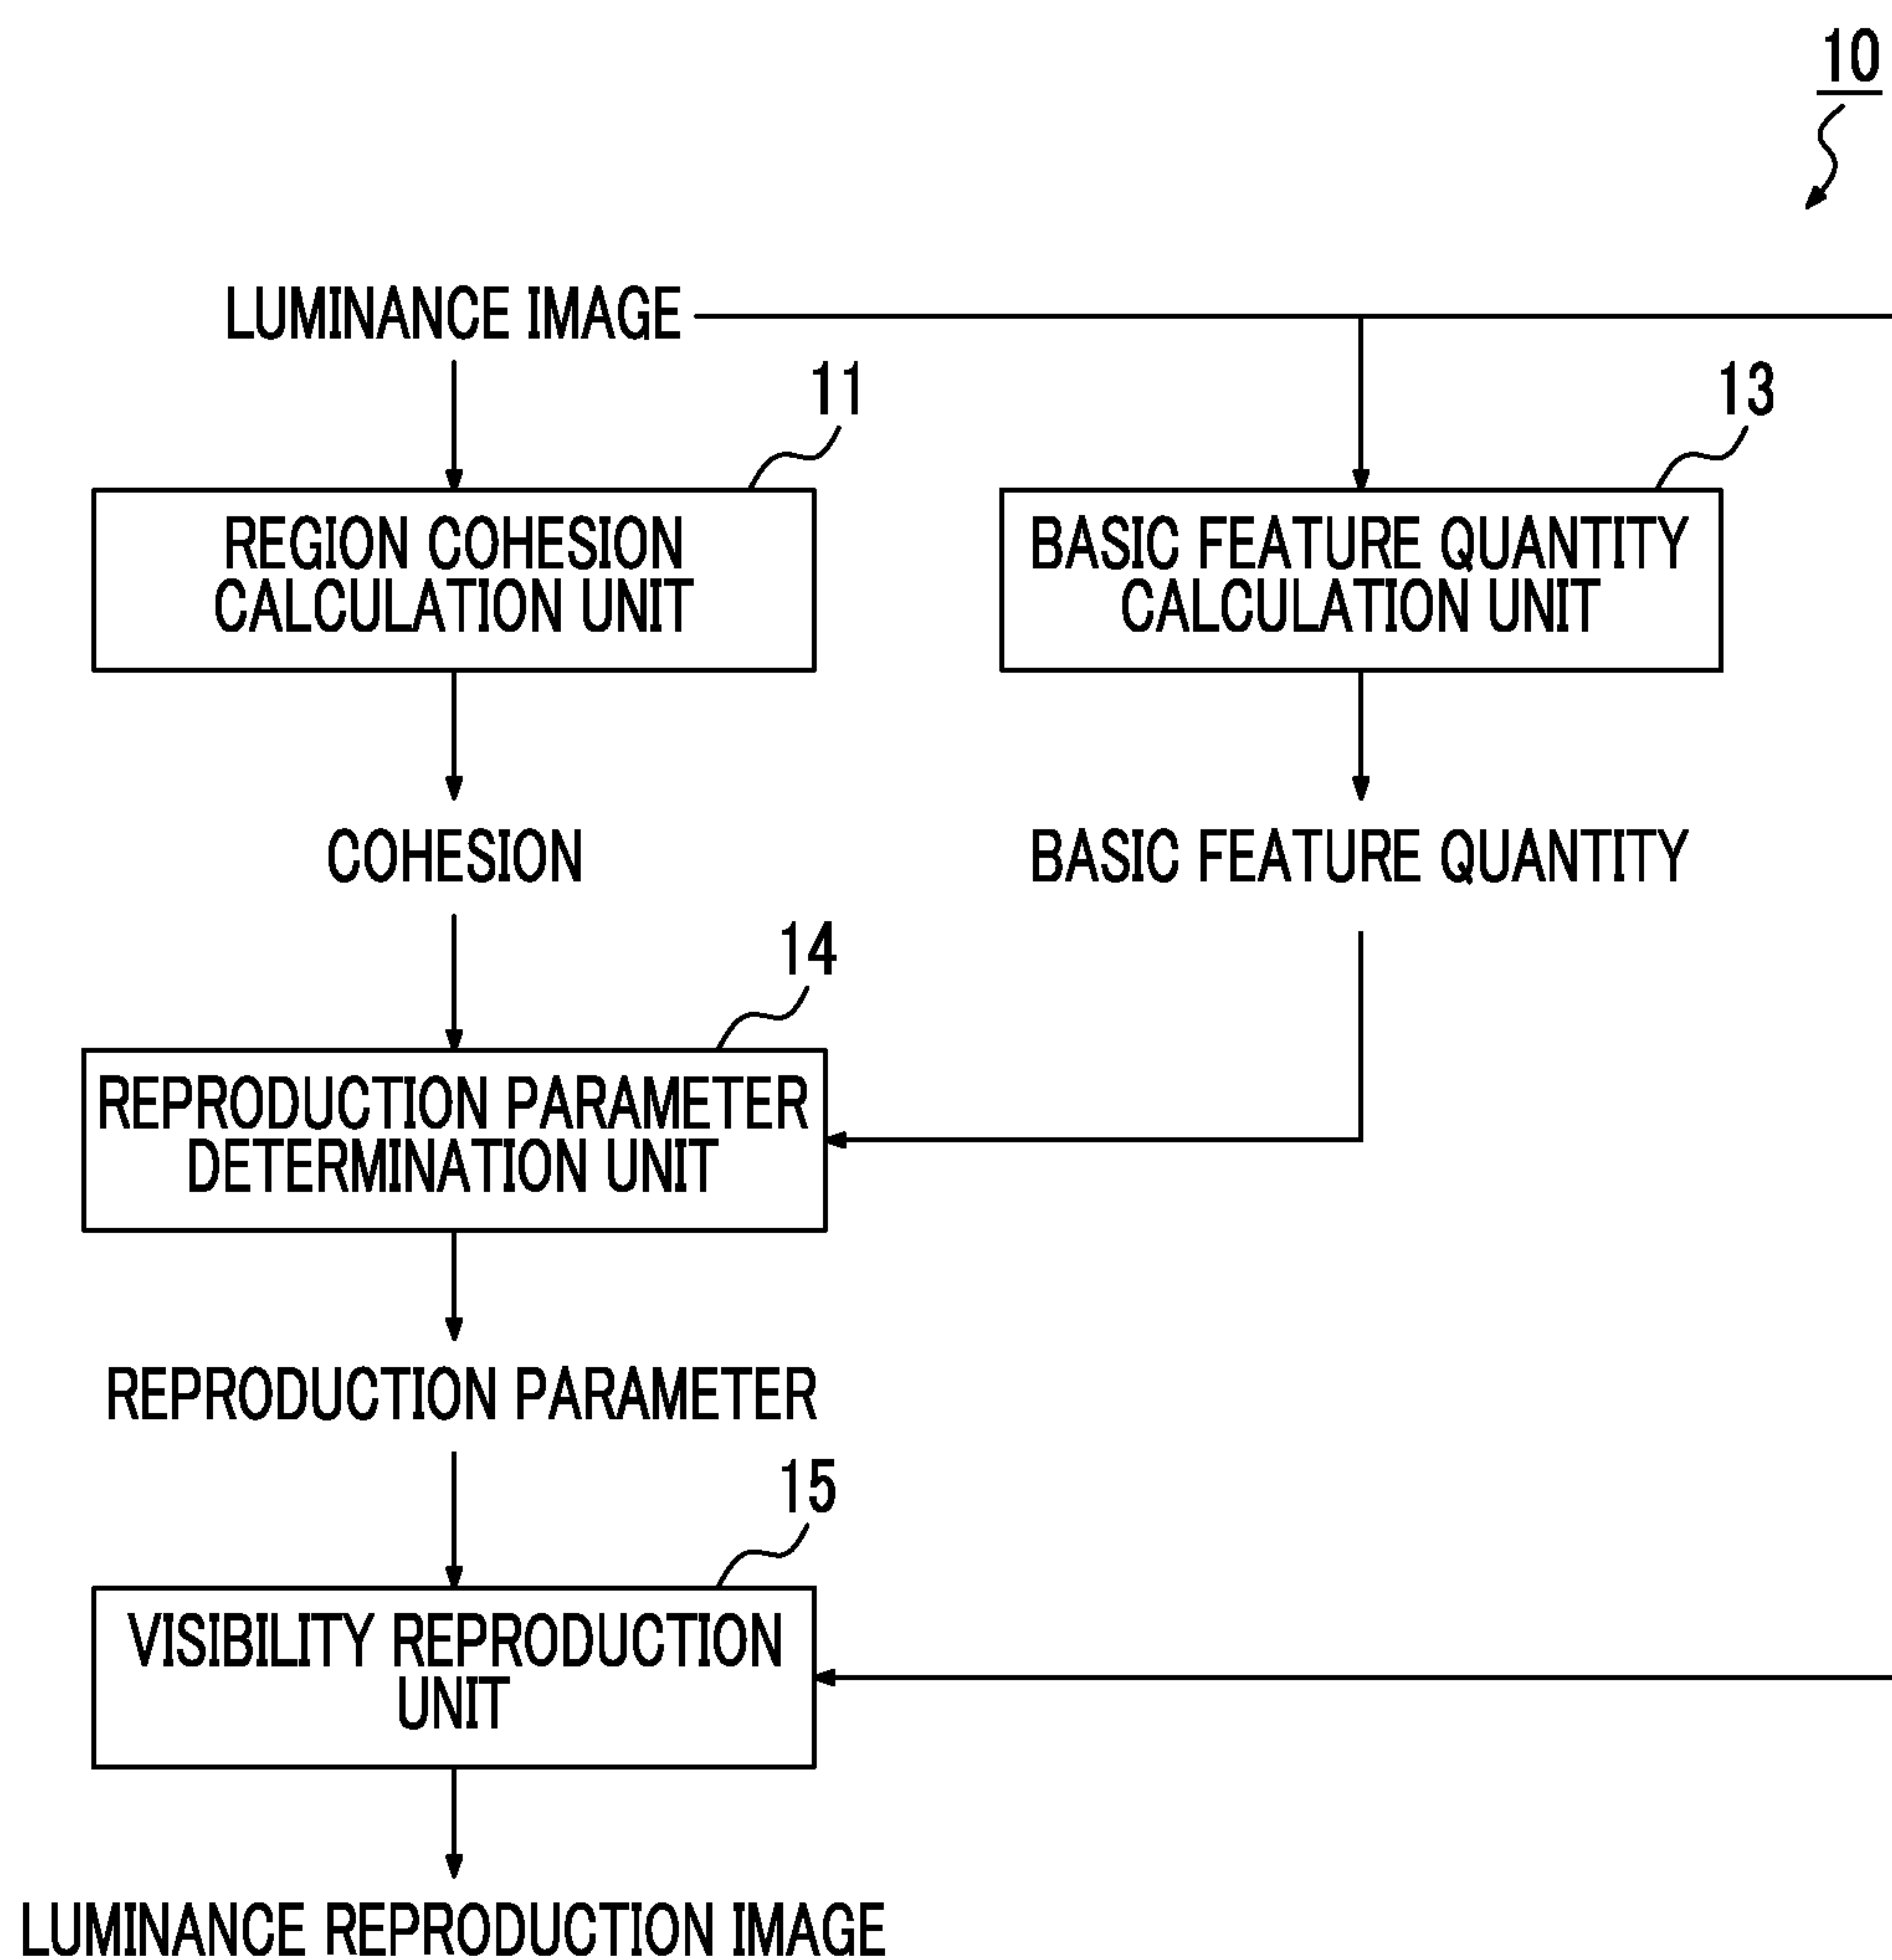 10
LUMINANCE IMAGE
11
13
REGION COHESION
CALCULATION UNIT
BASIC FEATURE QUANTITY
CALCULATION UNIT
COHESION
BASIC FEATURE QUANTITY
14
REPRODUCTION PARAMETER
DETERMINATION UNIT
REPRODUCTION PARAMETER
15
VISIBILITY REPRODUCTION
UNIT
LUMINANCE REPRODUCTION IMAGE